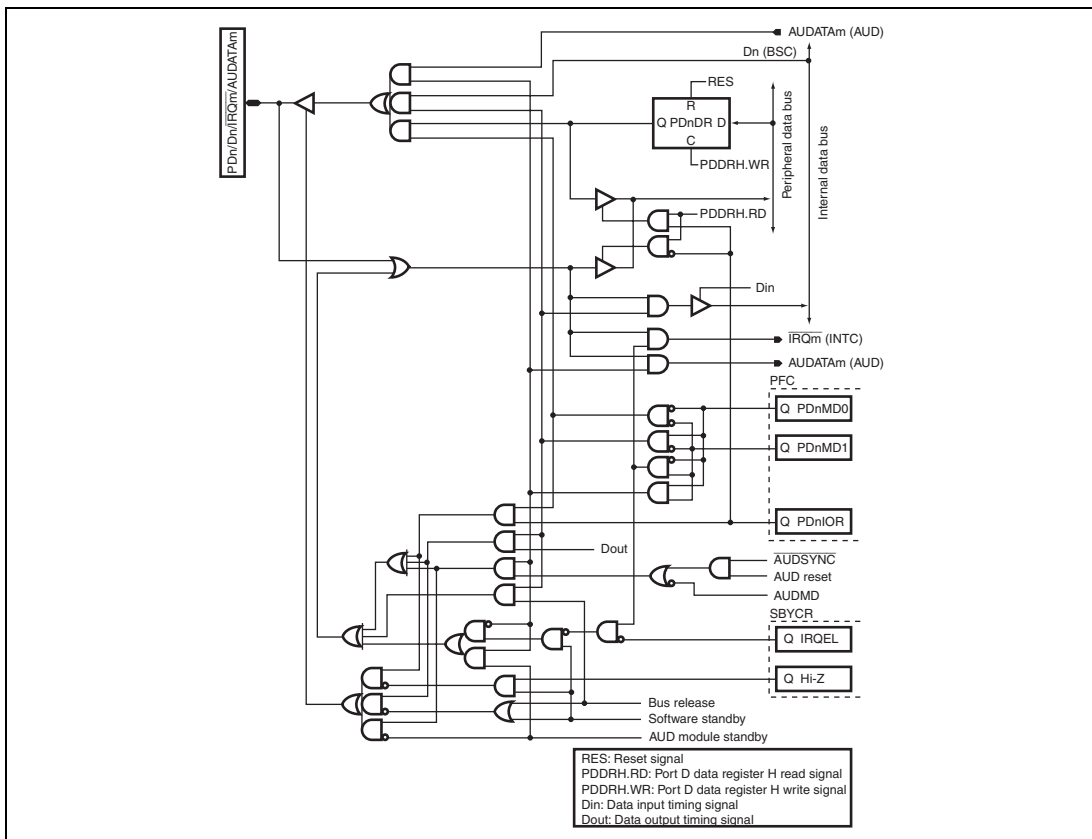 PDn/Dn/IRQm/AUDATAm
AUDATAm (AUD)
Dn (BSC)
RES
R
Q PDnDR D
C
PDDRH.WR
Peripheral data bus
Internal data bus
PDDRH.RD
Din
IRQm (INTC)
AUDATAm (AUD)
PFC
Q PDnMD0
Q PDnMD1
Q PDnIOR
Dout
AUDSYNC
AUD reset
AUDMD
SBYCR
Q IRQEL
Q Hi-Z
Bus release
Software standby
AUD module standby
RES: Reset signal
PDDRH.RD: Port D data register H read signal
PDDRH.WR: Port D data register H write signal
Din: Data input timing signal
Dout: Data output timing signal